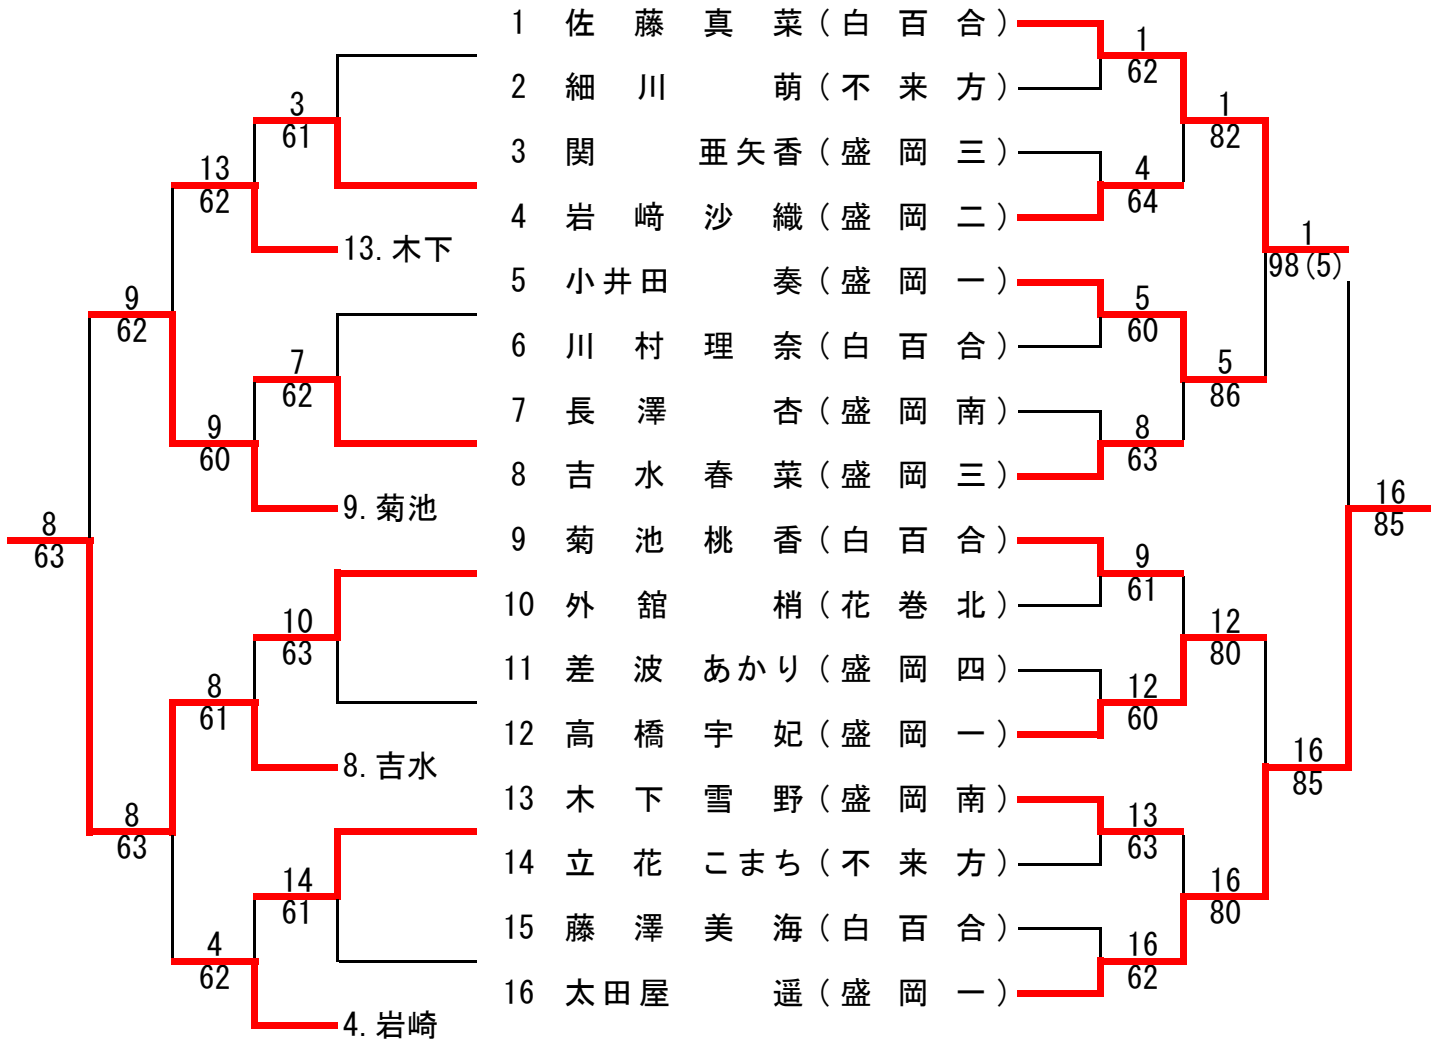 1 佐藤真菜(白百合)
2 細川萌(不来方)
3 関亜矢香(盛岡三)
4 岩﨑沙織(盛岡二)
5 小井田奏(盛岡一)
6 川村理奈(白百合)
7 長澤杏(盛岡南)
8 吉水春菜(盛岡三)
9 菊池桃香(白百合)
10 外舘梢(花巻北)
11 差波あかり(盛岡四)
12 高橋宇妃(盛岡一)
13 木下雪野(盛岡南)
14 立花こまち(不来方)
15 藤澤美海(白百合)
16 太田屋遥(盛岡一)
3
61
13
62
13.木下
9
62
7
62
9
60
9.菊池
8
63
10
63
8
61
8.吉水
8
63
14
61
4
62
4.岩崎
1
62
1
82
4
64
1
98(5)
5
60
5
86
8
63
16
85
9
61
12
80
12
60
16
85
13
63
16
80
16
62